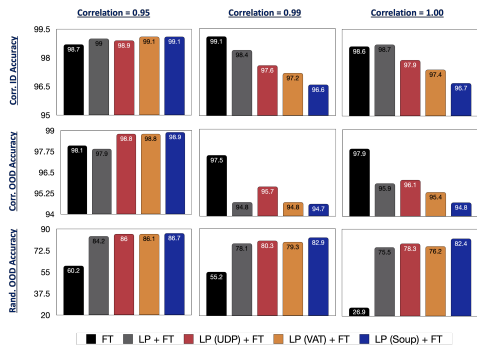 Correlation = 0.95 Correlation = 0.99 Correlation = 1.00
Corr. ID Accuracy
99.5
98
96.5
95
98.7 99 98.9 99.1 99.1
99.1 98.4 97.6 97.2 96.6
98.6 98.7 97.9 97.4 96.7
Corr. OOD Accuracy
99
97.75
96.5
95.25
94
98.1 97.9 98.8 98.8 98.9
97.5 94.8 95.7 94.8 94.7
97.9 95.9 96.1 95.4 94.8
Rand. OOD Accuracy
90
72.5
55
37.5
20
60.2 84.2 86 86.1 86.7
55.2 78.1 80.3 79.3 82.9
26.9 75.5 78.3 76.2 82.4
FT LP + FT LP (UDP) + FT LP (VAT) + FT LP (Soup) + FT